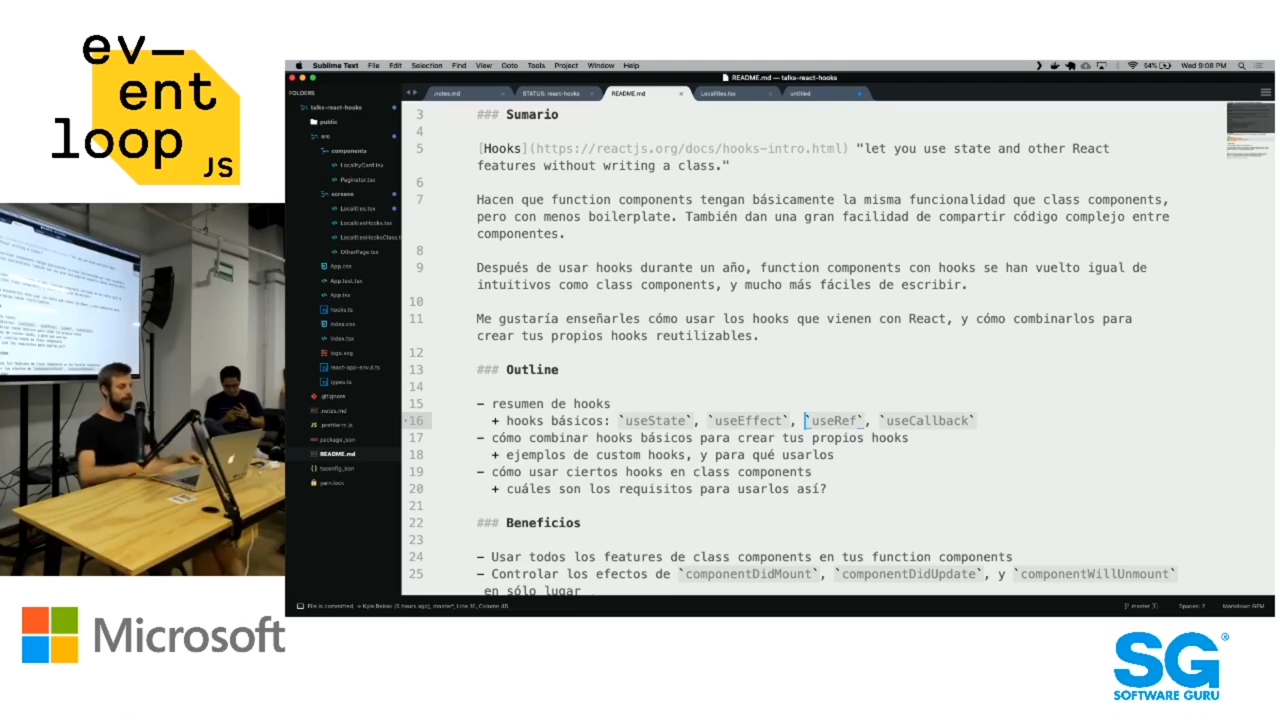 ev—
ent
loop JS
Sublime Text File Edit Selection Find View Goto Tools Project Window Help
54% Wed 9:08 PM
README.md — talks-react-hooks
FOLDERS
talks-react-hooks
public
src
components
LocalityCard.tsx
Paginator.tsx
screens
Localities.tsx
LocalitiesHooks.tsx
LocalitiesHooksClass.t
OtherPage.tsx
App.css
App.test.tsx
App.tsx
hooks.ts
index.css
index.tsx
logo.svg
react-app-env.d.ts
types.ts
.gitignore
.notes.md
.prettierrc.js
package.json
README.md
tsconfig.json
yarn.lock
.notes.md STATUS: react-hooks README.md Localities.tsx untitled
3 ### Sumario
4
5 [Hooks](https://reactjs.org/docs/hooks-intro.html) "let you use state and other React
features without writing a class."
6
7 Hacen que function components tengan básicamente la misma funcionalidad que class components,
pero con menos boilerplate. También dan una gran facilidad de compartir código complejo entre
componentes.
8
9 Después de usar hooks durante un año, function components con hooks se han vuelto igual de
intuitivos como class components, y mucho más fáciles de escribir.
10
11 Me gustaría enseñarles cómo usar los hooks que vienen con React, y cómo combinarlos para
crear tus propios hooks reutilizables.
12
13 ### Outline
14
15 – resumen de hooks
16 + hooks básicos: `useState`, `useEffect`, `useRef`, `useCallback`
17 – cómo combinar hooks básicos para crear tus propios hooks
18 + ejemplos de custom hooks, y para qué usarlos
19 – cómo usar ciertos hooks en class components
20 + cuáles son los requisitos para usarlos así?
21
22 ### Beneficios
23
24 – Usar todos los features de class components en tus function components
25 – Controlar los efectos de `componentDidMount`, `componentDidUpdate`, y `componentWillUnmount`
en sólo lugar
master Spaces: 2 Markdown GFM
Microsoft
SG®
SOFTWARE GURU